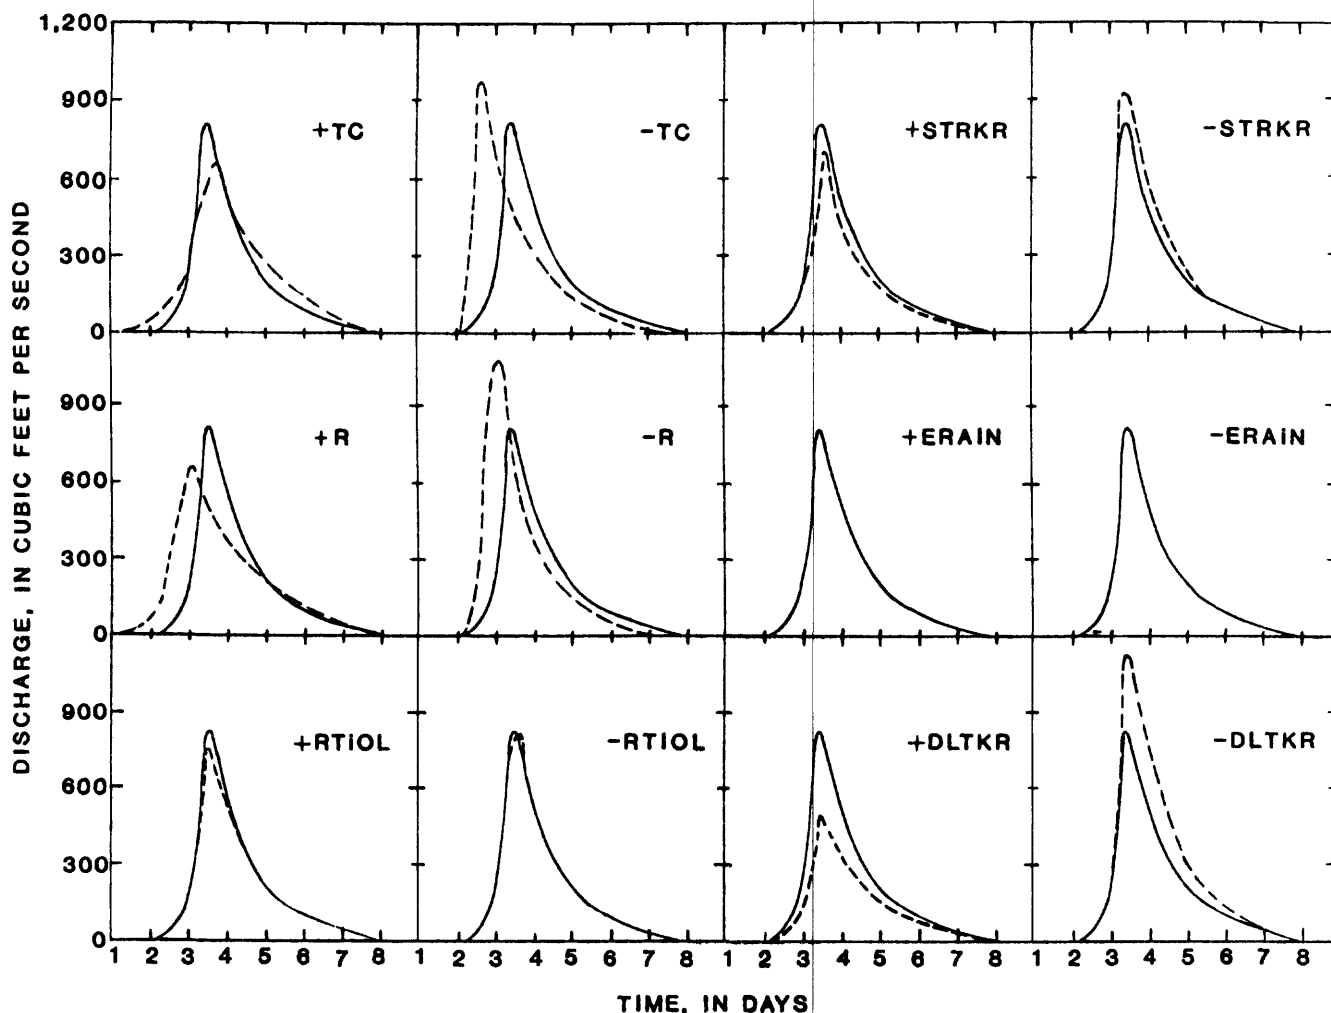 1,200
900
600
300
0
+TC
-TC
+STRKR
-STRKR
900
600
300
0
+R
-R
+ERAIN
-ERAIN
900
600
300
0
+RTIOL
-RTIOL
+DLTKR
-DLTKR
1 2 3 4 5 6 7 8 1 2 3 4 5 6 7 8 1 2 3 4 5 6 7 8 1 2 3 4 5 6 7 8
DISCHARGE, IN CUBIC FEET PER SECOND
TIME, IN DAYS